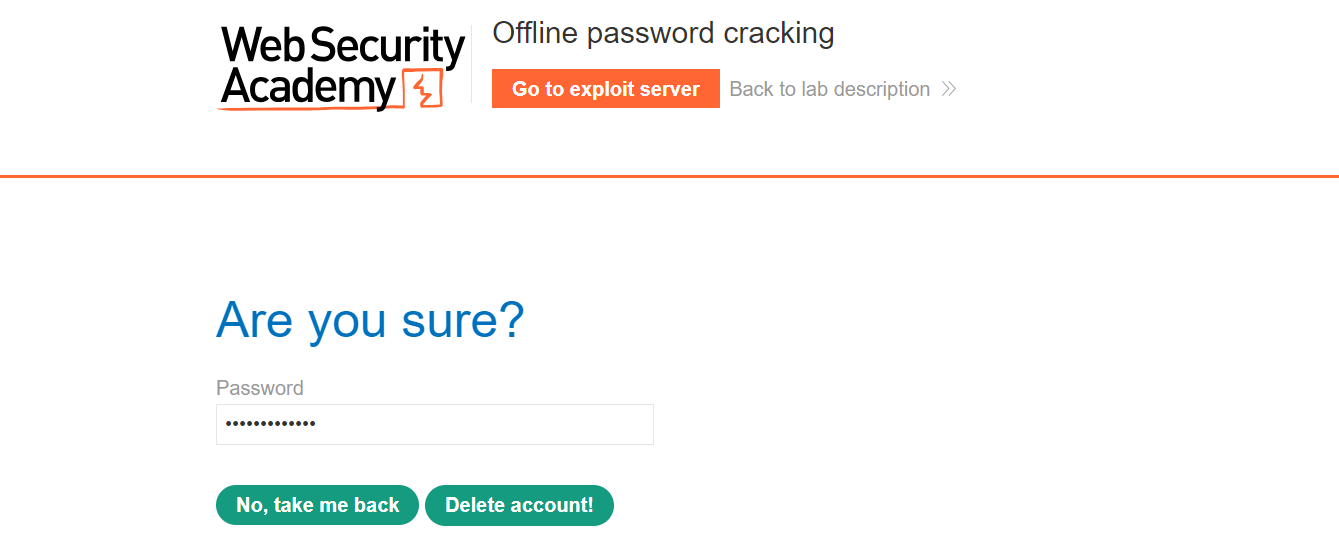 Web Security
Academy
Offline password cracking
Go to exploit server
Back to lab description
Are you sure?
Password
•••••••••••••
No, take me back
Delete account!